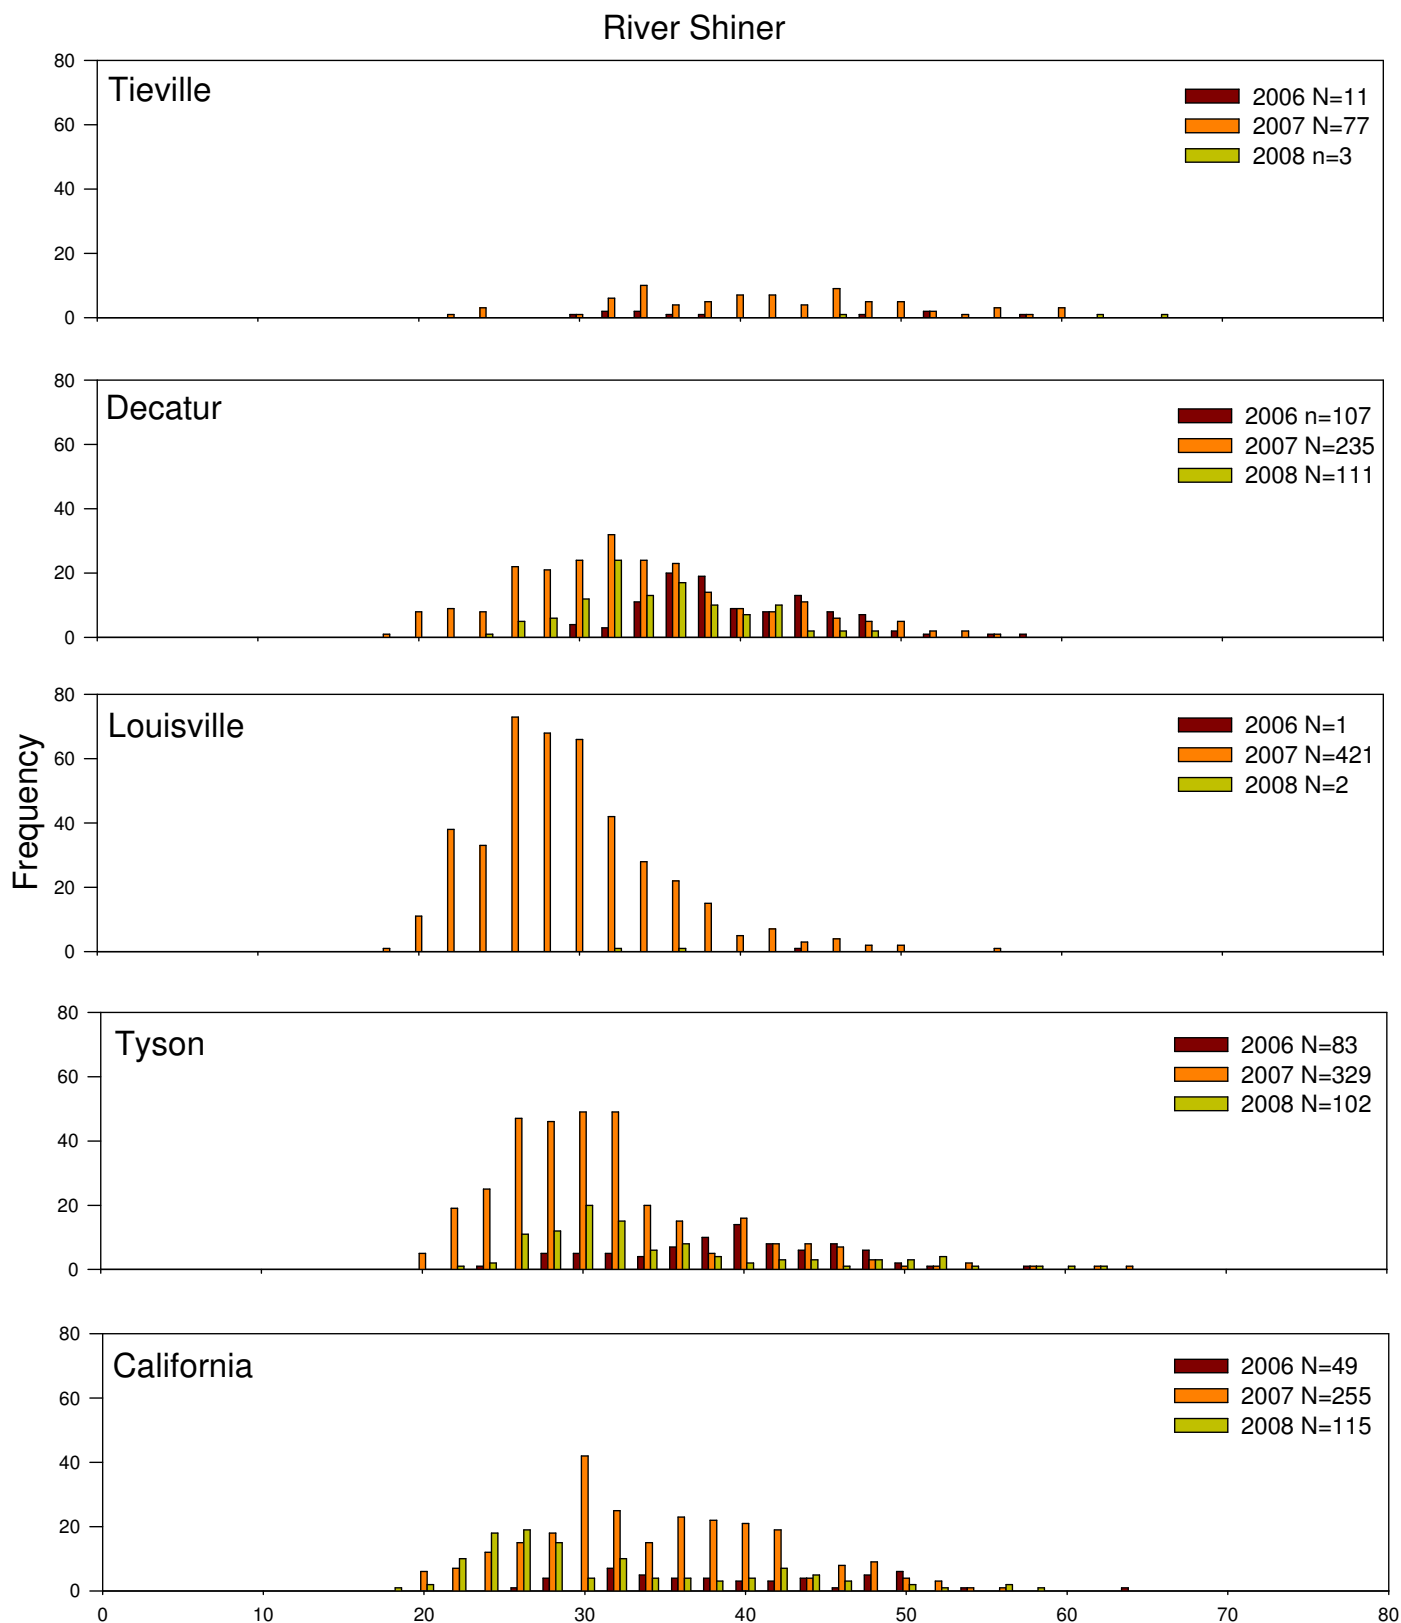 River Shiner
Frequency
Tieville
2006 N=11
2007 N=77
2008 n=3
80
60
40
20
0
Decatur
2006 n=107
2007 N=235
2008 N=111
80
60
40
20
0
Louisville
2006 N=1
2007 N=421
2008 N=2
80
60
40
20
0
Tyson
2006 N=83
2007 N=329
2008 N=102
80
60
40
20
0
California
2006 N=49
2007 N=255
2008 N=115
80
60
40
20
0
0 10 20 30 40 50 60 70 80